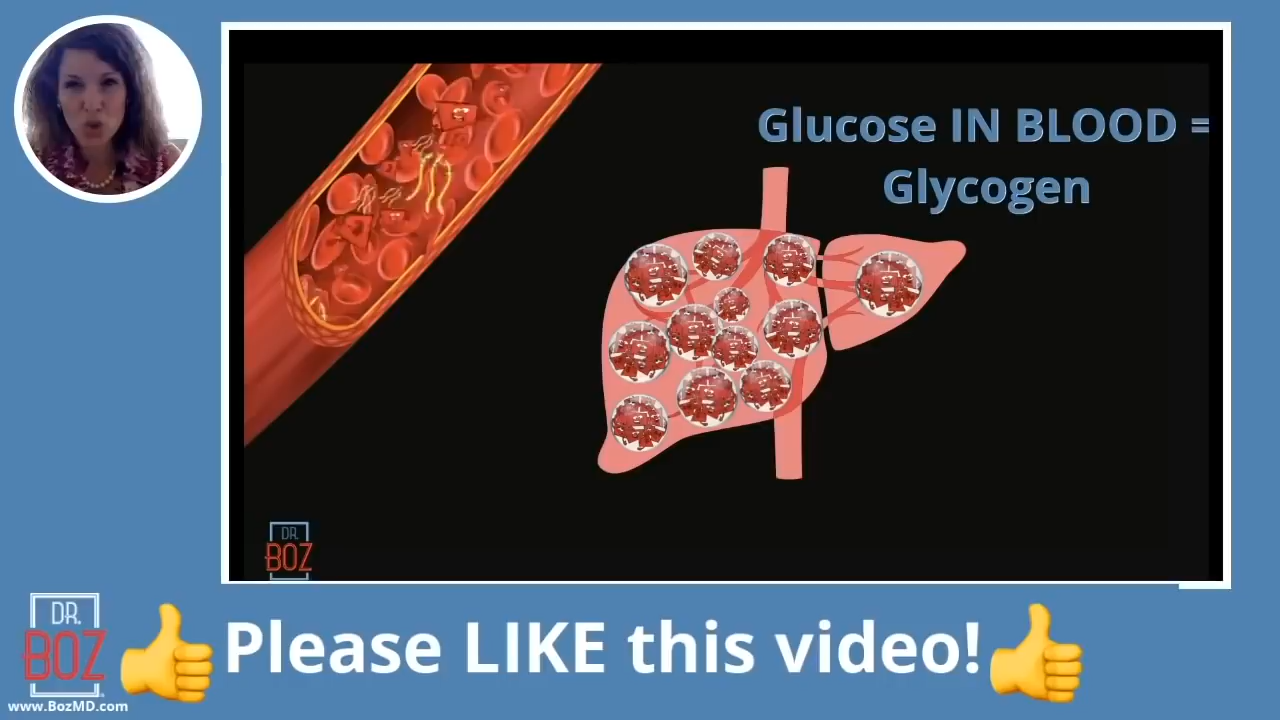 Glucose IN BLOOD =
Glycogen
DR.
BOZ
DR.
BOZ
Please LIKE this video!
www.BozMD.com